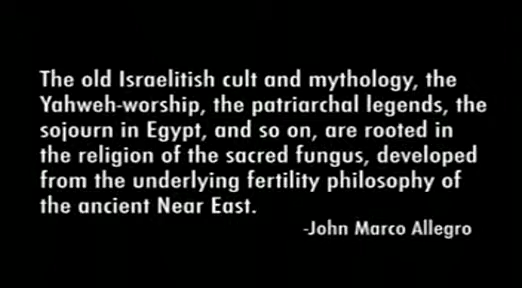 The old Israelitish cult and mythology, the
Yahweh-worship, the patriarchal legends, the
sojourn in Egypt, and so on, are rooted in
the religion of the sacred fungus, developed
from the underlying fertility philosophy of
the ancient Near East.
-John Marco Allegro